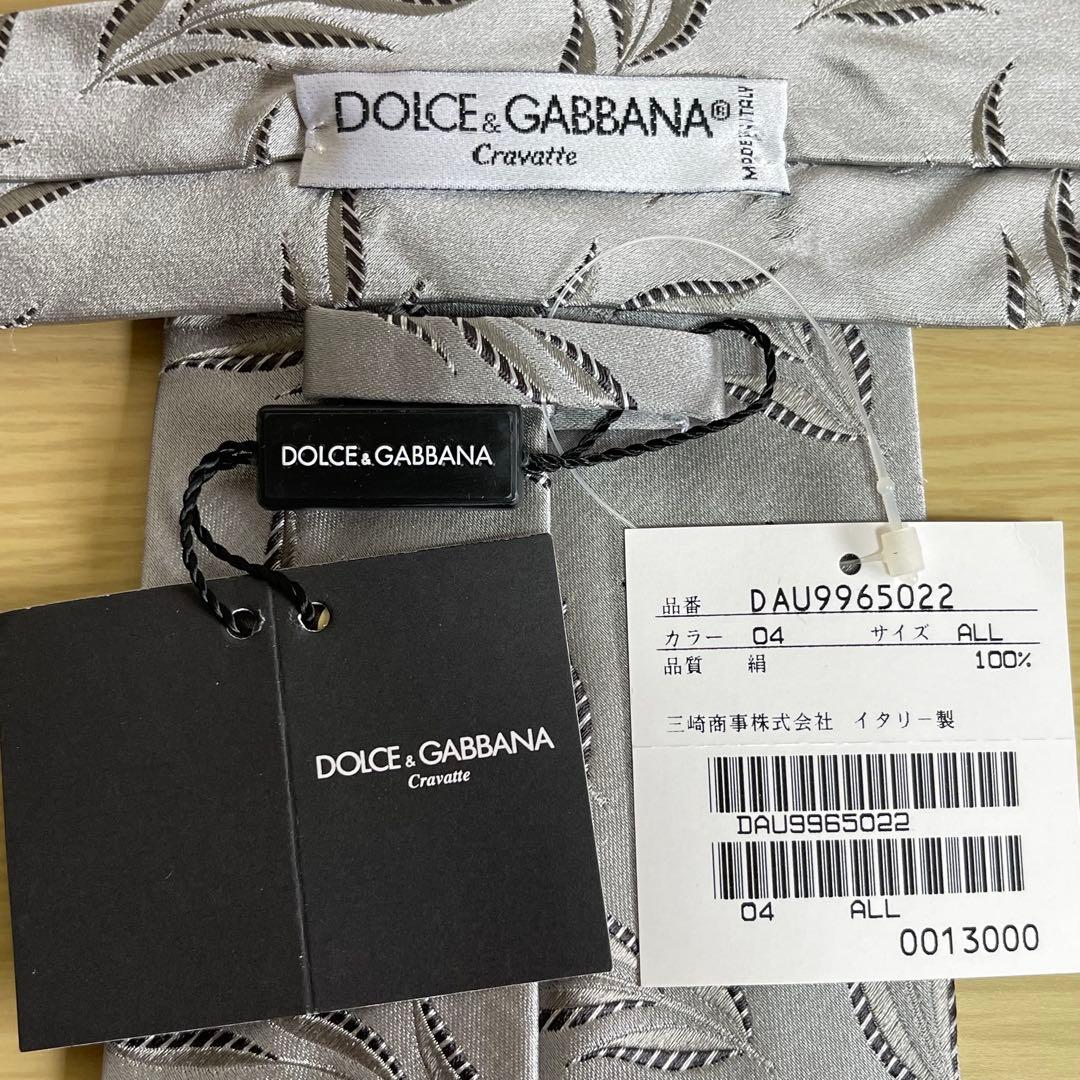 DOLCE & GABBANA®
Cravatte
MADE IN ITALY
DOLCE & GABBANA
DOLCE & GABBANA
Cravatte
品番 DAU9965022
カラー 04 サイズ ALL
品質 絹 100%
三崎商事株式会社 イタリー製
DAU9965022
04 ALL
0013000